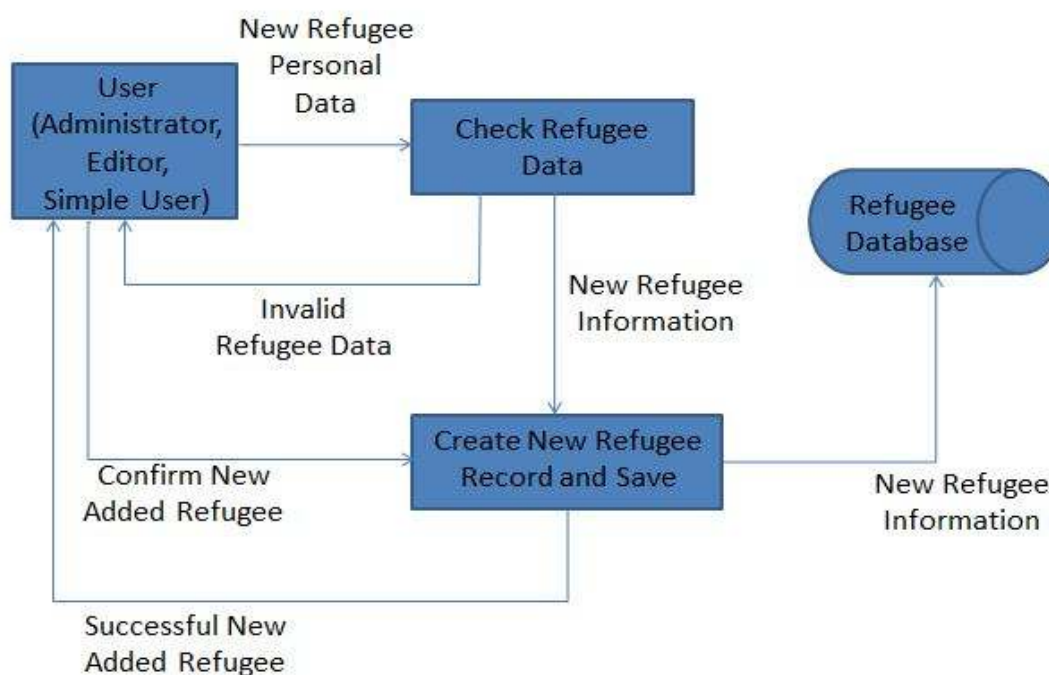 New Refugee
Personal
Data
User
(Administrator,
Editor,
Simple User)
Check Refugee
Data
Refugee
Database
Invalid
Refugee Data
New Refugee
Information
Create New Refugee
Record and Save
Confirm New
Added Refugee
New Refugee
Information
Successful New
Added Refugee